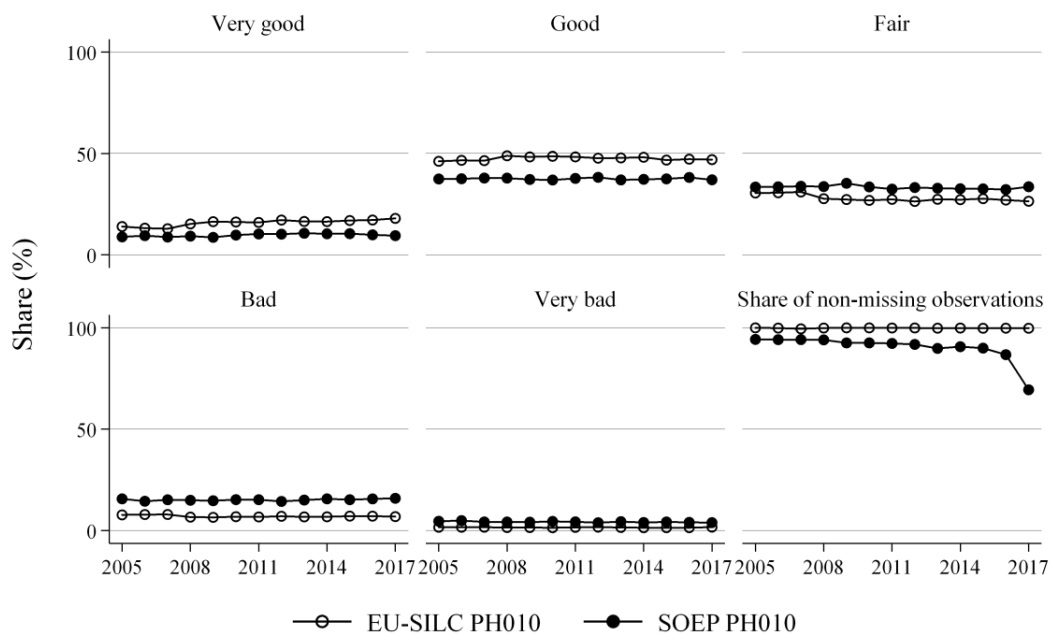 Very good Good Fair
100
50
0
Share (%)
Bad Very bad Share of non-missing observations
100
50
0
2005 2008 2011 2014 2017 2005 2008 2011 2014 2017 2005 2008 2011 2014 2017
EU-SILC PH010 SOEP PH010